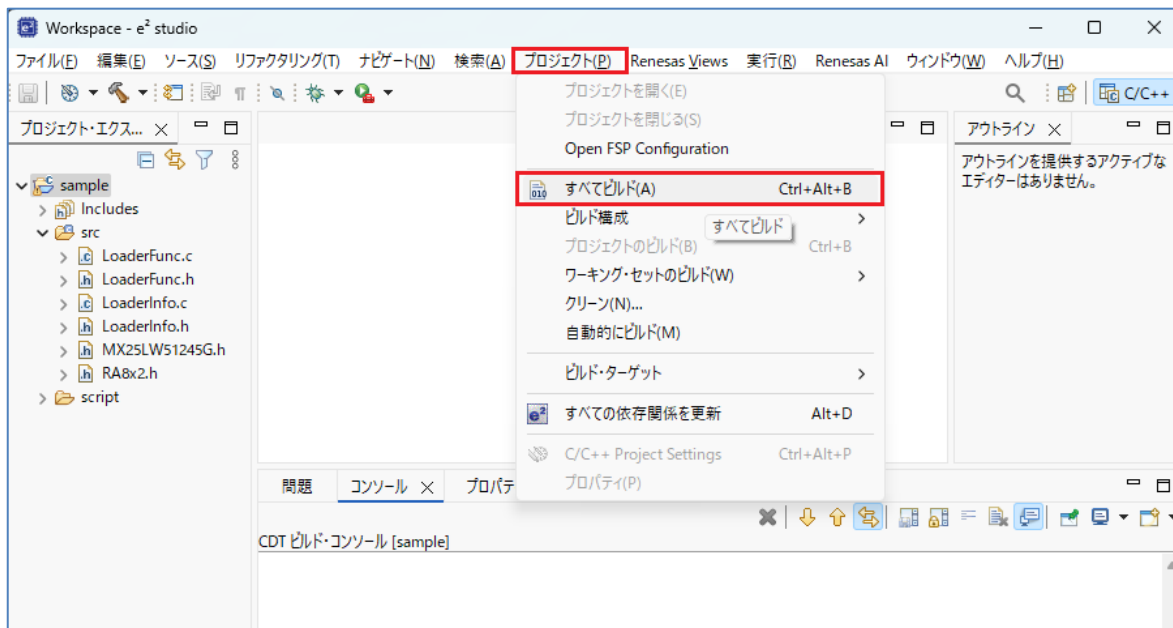 Workspace - e² studio
ファイル(F) 編集(E) ソース(S) リファクタリング(T) ナビゲート(N) 検索(A) プロジェクト(P) Renesas Views 実行(R) Renesas AI ウィンドウ(W) ヘルプ(H)
C/C++
プロジェクト・エクス...
sample
Includes
src
LoaderFunc.c
LoaderFunc.h
LoaderInfo.c
LoaderInfo.h
MX25LW51245G.h
RA8x2.h
script
プロジェクトを開く(E)
プロジェクトを閉じる(S)
Open FSP Configuration
すべてビルド(A) Ctrl+Alt+B
ビルド構成
すべてビルド
プロジェクトのビルド(B) Ctrl+B
ワーキング・セットのビルド(W)
クリーン(N)...
自動的にビルド(M)
ビルド・ターゲット
すべての依存関係を更新 Alt+D
C/C++ Project Settings Ctrl+Alt+P
プロパティ(P)
アウトライン
アウトラインを提供するアクティブな
エディターはありません。
問題 コンソール プロパテ
CDT ビルド・コンソール [sample]